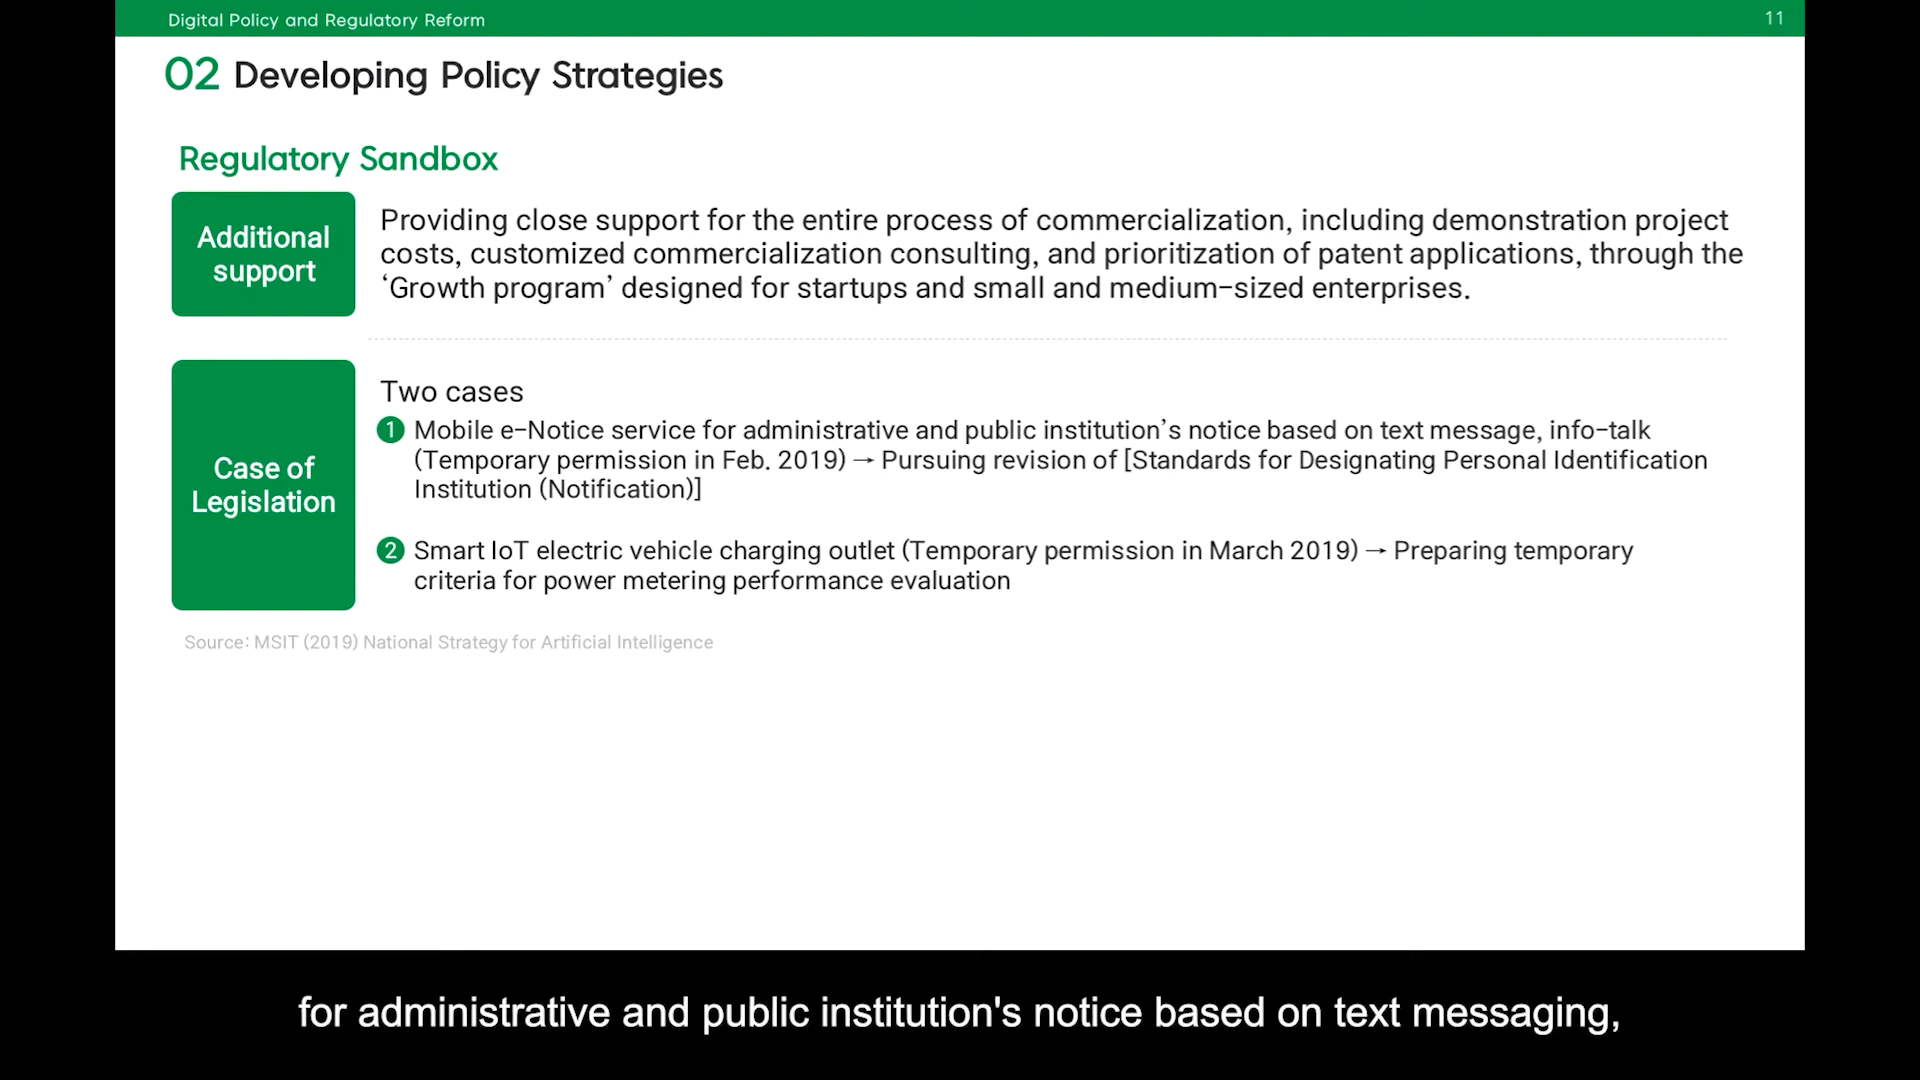 Digital Policy and Regulatory Reform
11
02 Developing Policy Strategies
Regulatory Sandbox
Additional
support
Providing close support for the entire process of commercialization, including demonstration project
costs, customized commercialization consulting, and prioritization of patent applications, through the
‘Growth program’ designed for startups and small and medium-sized enterprises.
Case of
Legislation
Two cases
1 Mobile e-Notice service for administrative and public institution’s notice based on text message, info-talk
(Temporary permission in Feb. 2019) → Pursuing revision of [Standards for Designating Personal Identification
Institution (Notification)]
2 Smart IoT electric vehicle charging outlet (Temporary permission in March 2019) → Preparing temporary
criteria for power metering performance evaluation
Source: MSIT (2019) National Strategy for Artificial Intelligence
for administrative and public institution's notice based on text messaging,